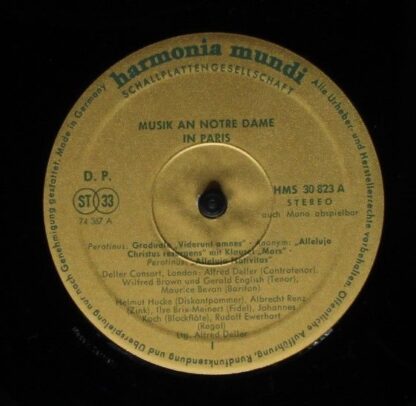 harmonia mundi
SCHALLPLATTENGESELLSCHAFT
Made in Germany
Alle Urheber- und Herstellerrechte vorbehalten. Öffentliche Aufführung, Rundfunksendung und Überspielung nur nach Genehmigung gestattet.
MUSIK AN NOTRE DAME
IN PARIS
D. P.
HMS 30 823 A
ST 33
STEREO
74 367 A
auch Mono abspielbar
Perotinus: Graduale „Viderunt omnes" · Anonym: „Alleluja
Christus resurgens" mit Klausel „Mors"
Perotinus: „Alleluja Nativitas"
Deller Consort, London: Alfred Deller (Contratenor),
Wilfred Brown und Gerald English (Tenor),
Maurice Bevan (Bariton)
Helmut Hucke (Diskantpommer), Albrecht Renz
(Zink), Ilse Brix-Meinert (Fidel), Johannes
Koch (Blockflöte), Rudolf Ewerhart
(Regal)
Ltg. Alfred Deller
I